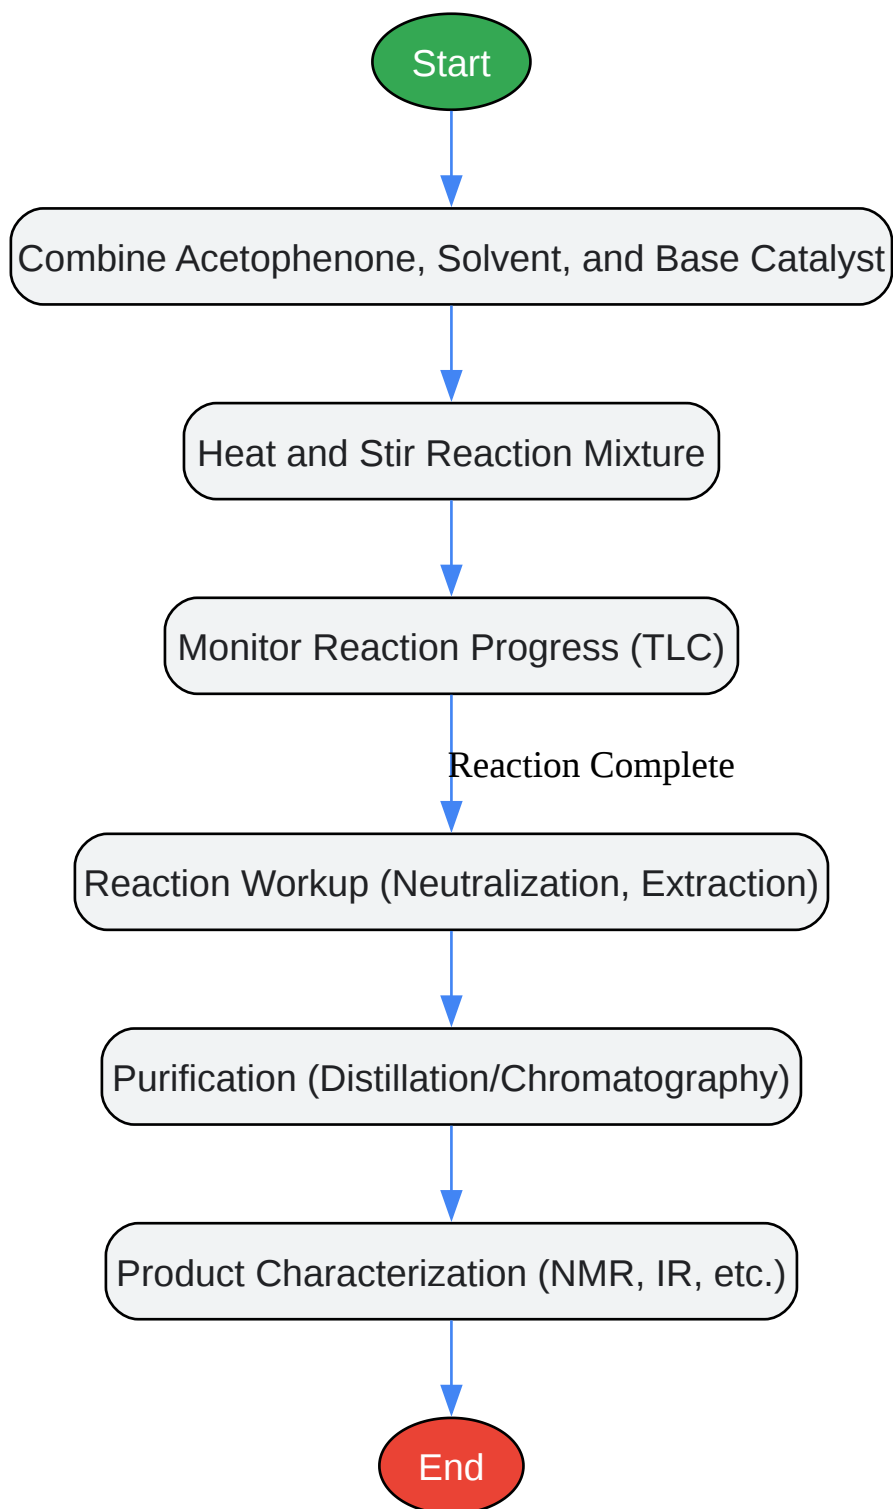 Start
Combine Acetophenone, Solvent, and Base Catalyst
Heat and Stir Reaction Mixture
Monitor Reaction Progress (TLC)
Reaction Complete
Reaction Workup (Neutralization, Extraction)
Purification (Distillation/Chromatography)
Product Characterization (NMR, IR, etc.)
End